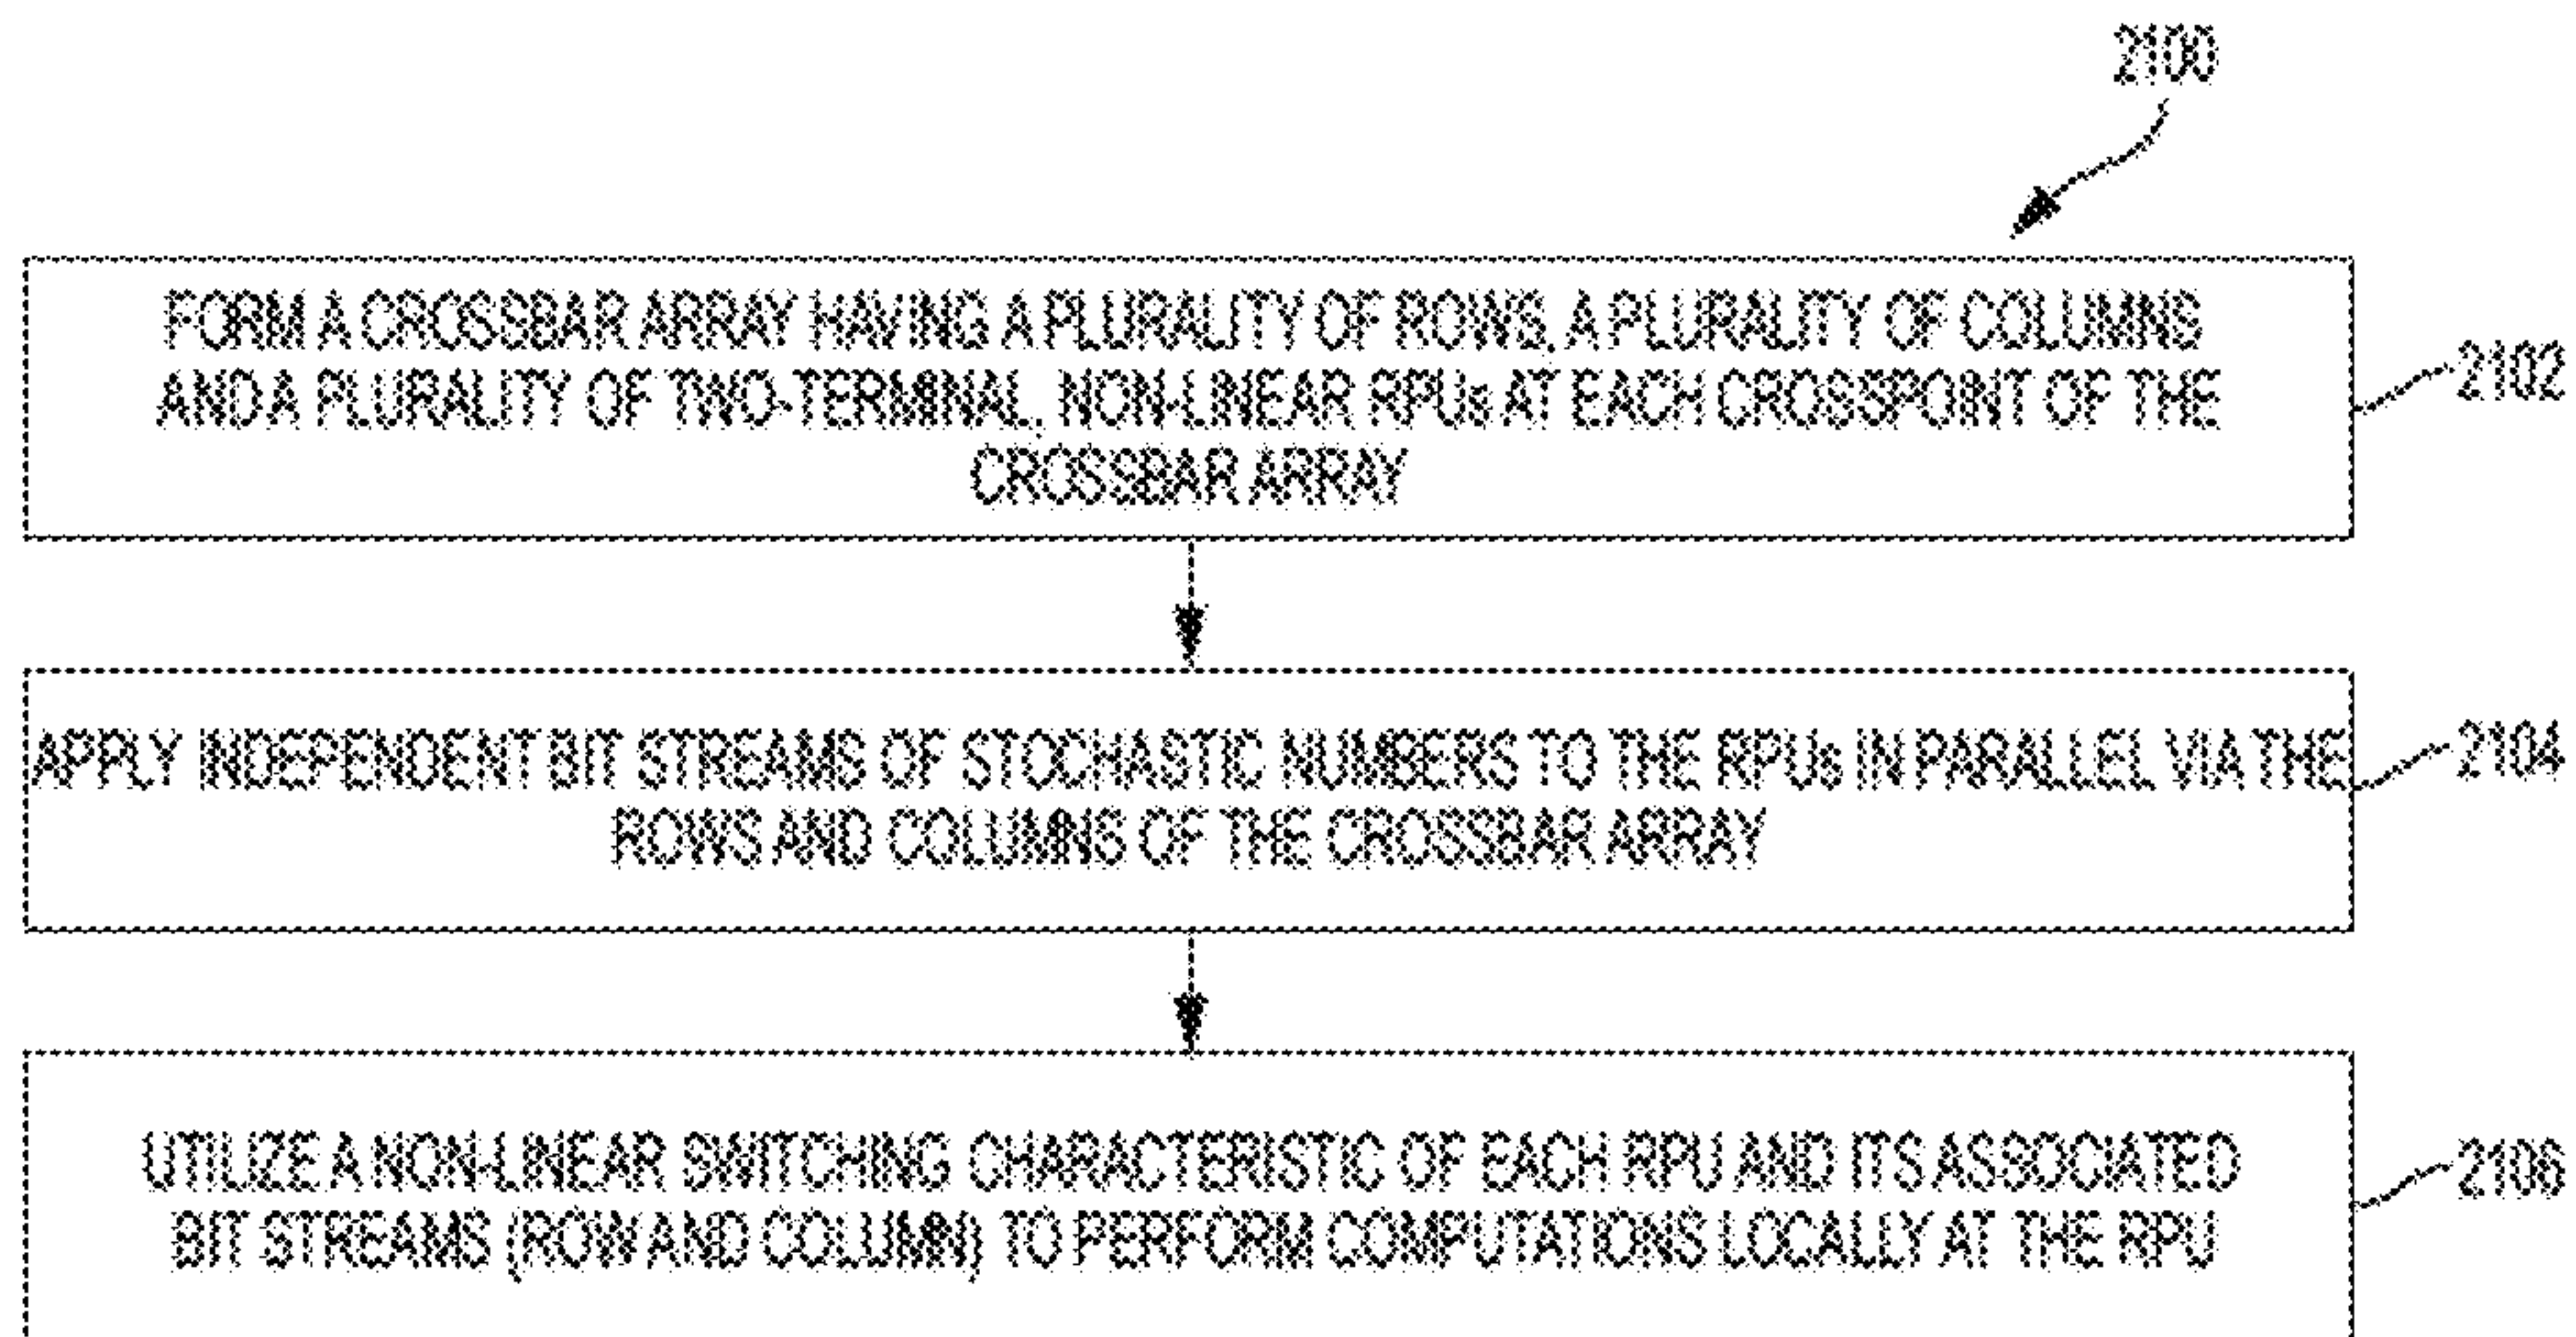 2100
FORM A CROSSBAR ARRAY HAVING A PLURALITY OF ROWS, A PLURALITY OF COLUMNS
AND A PLURALITY OF TWO-TERMINAL, NON-LINEAR RPUs AT EACH CROSSPOINT OF THE
CROSSBAR ARRAY
2102
APPLY INDEPENDENT BIT STREAMS OF STOCHASTIC NUMBERS TO THE RPUs IN PARALLEL VIA THE
ROWS AND COLUMNS OF THE CROSSBAR ARRAY
2104
UTILIZE A NON-LINEAR SWITCHING CHARACTERISTIC OF EACH RPU AND ITS ASSOCIATED
BIT STREAMS (ROW AND COLUMN) TO PERFORM COMPUTATIONS LOCALLY AT THE RPU
2106